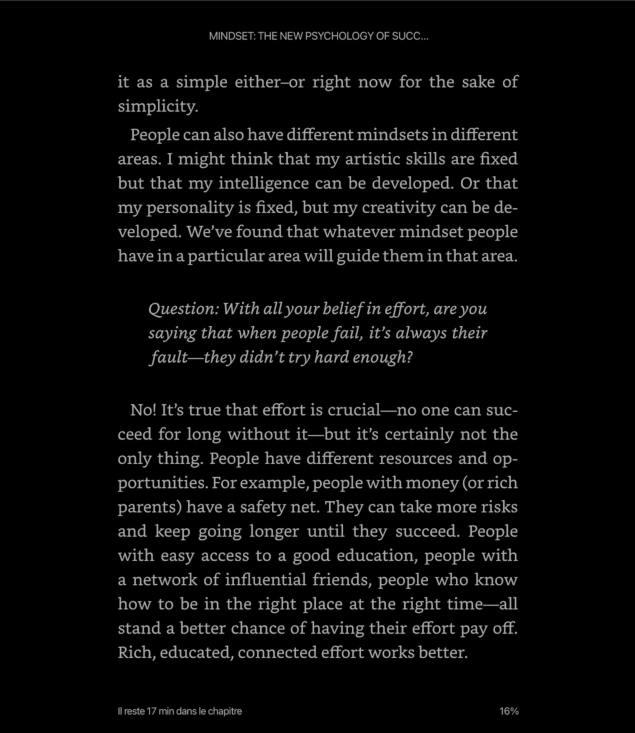 MINDSET: THE NEW PSYCHOLOGY OF SUCC...
it as a simple either–or right now for the sake of
simplicity.
People can also have different mindsets in different
areas. I might think that my artistic skills are fixed
but that my intelligence can be developed. Or that
my personality is fixed, but my creativity can be de-
veloped. We’ve found that whatever mindset people
have in a particular area will guide them in that area.
Question: With all your belief in effort, are you
saying that when people fail, it’s always their
fault—they didn’t try hard enough?
No! It’s true that effort is crucial—no one can suc-
ceed for long without it—but it’s certainly not the
only thing. People have different resources and op-
portunities. For example, people with money (or rich
parents) have a safety net. They can take more risks
and keep going longer until they succeed. People
with easy access to a good education, people with
a network of influential friends, people who know
how to be in the right place at the right time—all
stand a better chance of having their effort pay off.
Rich, educated, connected effort works better.
Il reste 17 min dans le chapitre
16%